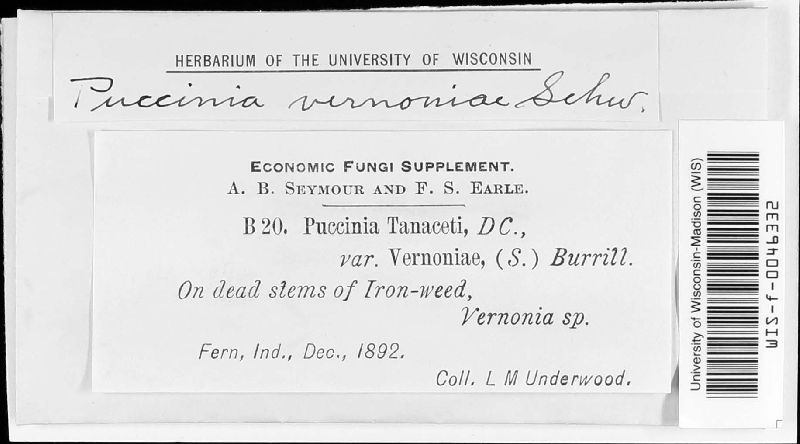 HERBARIUM OF THE UNIVERSITY OF WISCONSIN
Puccinia vernoniae Schw.
ECONOMIC FUNGI SUPPLEMENT.
A. B. SEYMOUR AND F. S. EARLE.
B 20. Puccinia Tanaceti, DC.,
var. Vernoniae, (S.) Burrill.
On dead stems of Iron-weed,
Vernonia sp.
Fern, Ind., Dec., 1892.
Coll. L M Underwood.
University of Wisconsin-Madison (WIS)
WIS-f-0049332